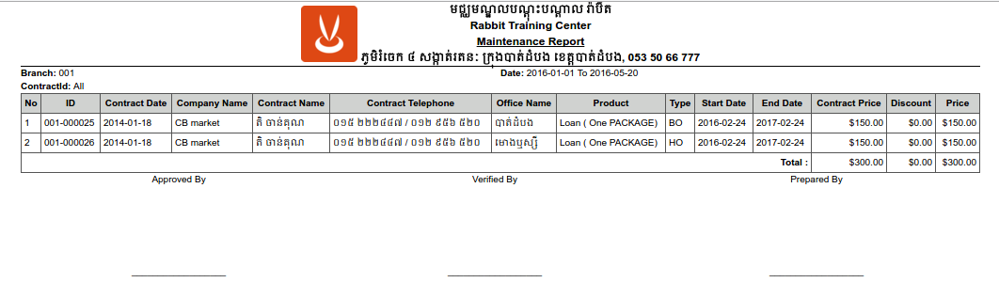 មជ្ឈមណ្ឌលបណ្តុះបណ្តាល រ៉ាប៊ីត
Rabbit Training Center
Maintenance Report
ភូមិរំចេក ៤ សង្កាត់រតនៈ ក្រុងបាត់ដំបង ខេត្តបាត់ដំបង, 053 50 66 777
Branch: 001 Date: 2016-01-01 To 2016-05-20
ContractId: All
No ID Contract Date Company Name Contract Name Contract Telephone Office Name Product Type Start Date End Date Contract Price Discount Price
1 001-000025 2014-01-18 CB market តិ ចាន់គុណ ០១៥ ២២២៤៤៧ / ០១២ ៩៥៦ ៥២០ បាត់ដំបង Loan ( One PACKAGE) BO 2016-02-24 2017-02-24 $150.00 $0.00 $150.00
2 001-000026 2014-01-18 CB market តិ ចាន់គុណ ០១៥ ២២២៤៤៧ / ០១២ ៩៥៦ ៥២០ មោងឬស្សី Loan ( One PACKAGE) HO 2016-02-24 2017-02-24 $150.00 $0.00 $150.00
Total : $300.00 $0.00 $300.00
Approved By Verified By Prepared By